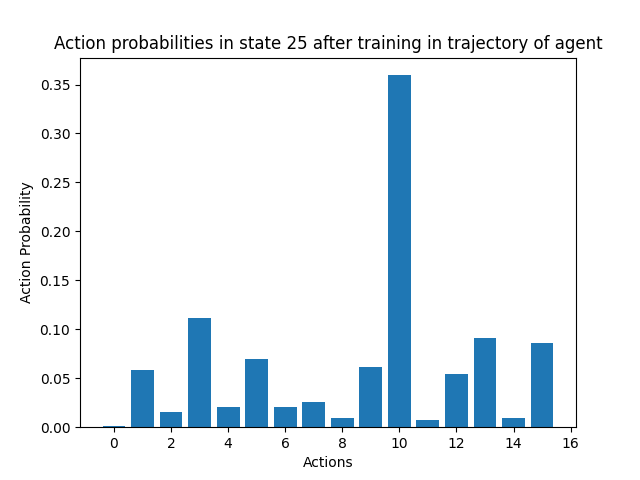 Action probabilities in state 25 after training in trajectory of agent
0.35
0.30
0.25
0.20
0.15
0.10
0.05
0.00
Action Probability
0 2 4 6 8 10 12 14 16
Actions